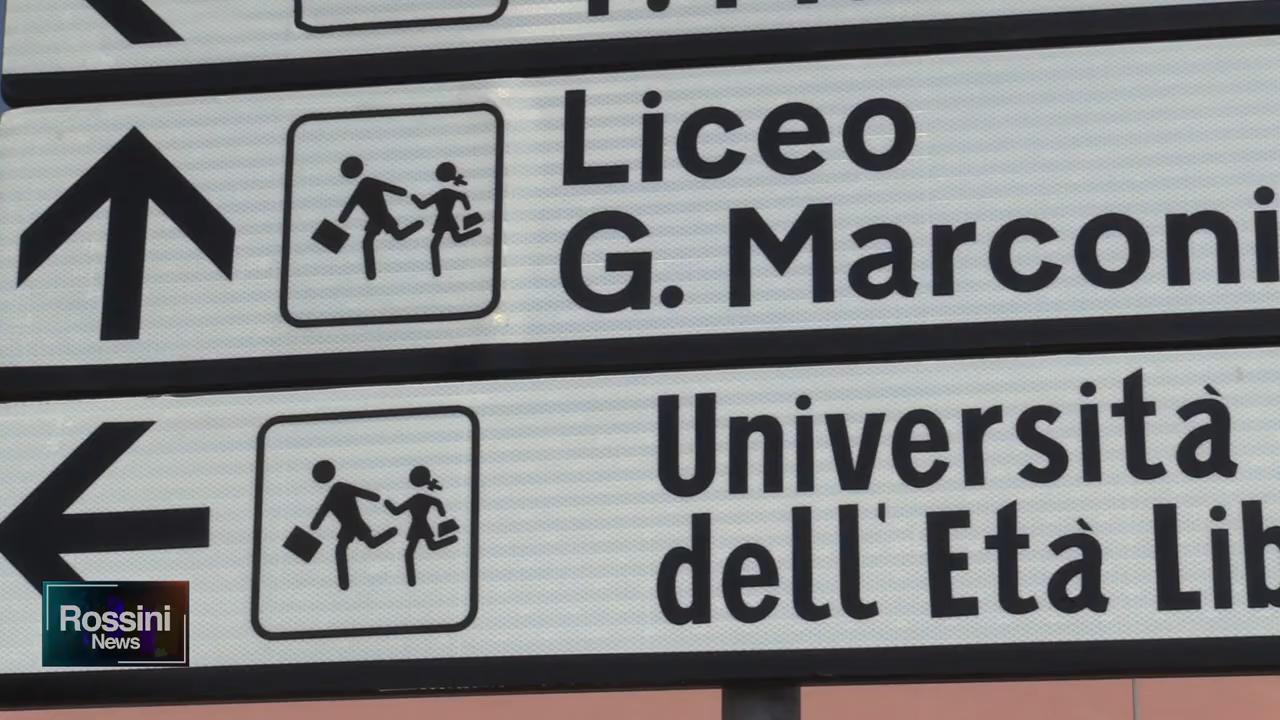 Liceo
G. Marconi
Università
dell'Età Lib
Rossini
News